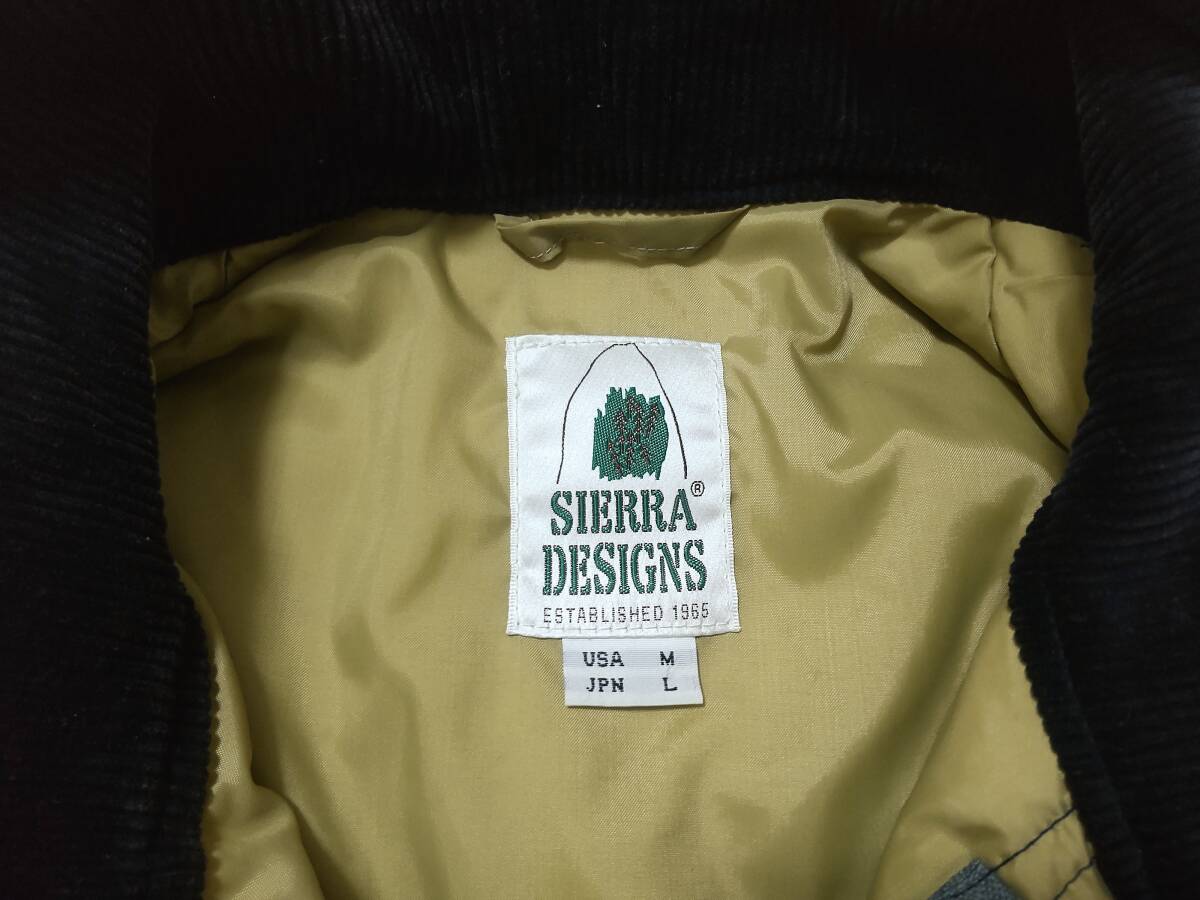 SIERRA®
DESIGNS
ESTABLISHED 1965
USA M
JPN L